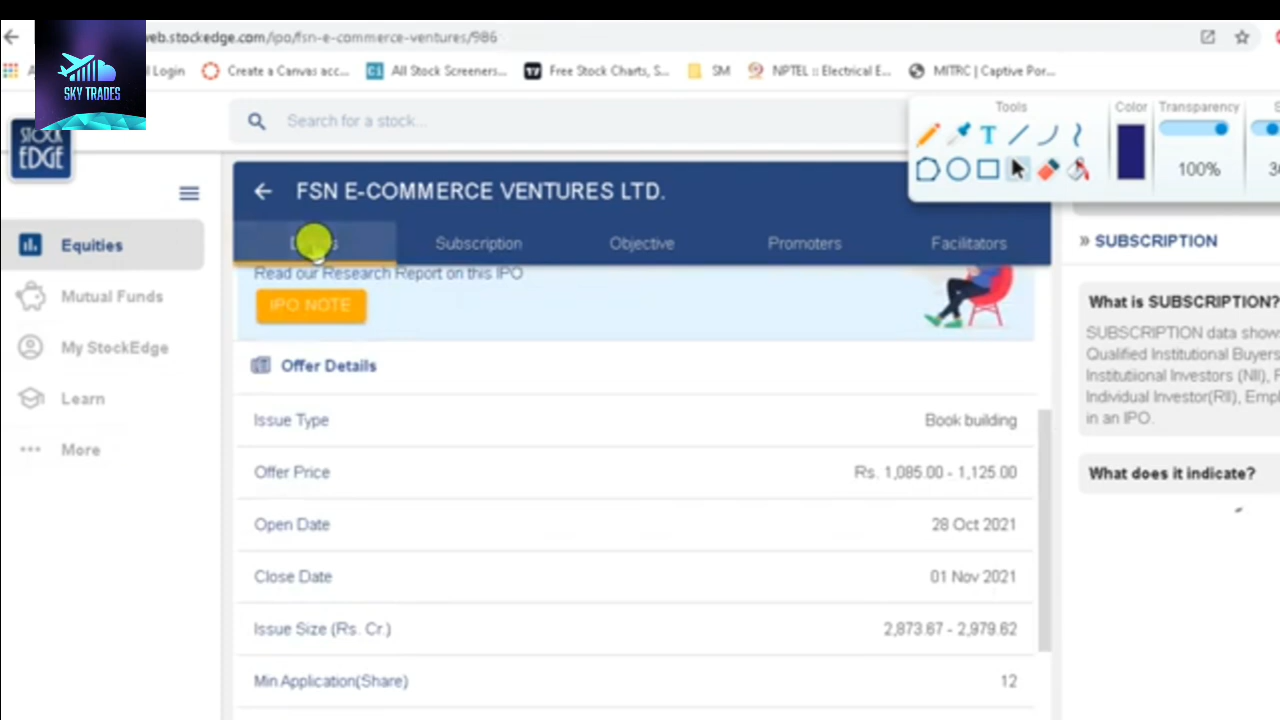 web.stockedge.com/ipo/fsn-e-commerce-ventures/986
Login
Create a Canvas acc...
All Stock Screeners...
Free Stock Charts, S...
SM
NPTEL :: Electrical E...
MITRC | Captive Por...
SKY TRADES
STOCK
EDGE
Search for a stock...
Tools
Color
Transparency
100%
FSN E-COMMERCE VENTURES LTD.
Subscription
Objective
Promoters
Facilitators
Equities
Mutual Funds
My StockEdge
Learn
More
Read our Research Report on this IPO
IPO NOTE
Offer Details
Issue Type
Book building
Offer Price
Rs. 1,085.00 - 1,125.00
Open Date
28 Oct 2021
Close Date
01 Nov 2021
Issue Size (Rs. Cr.)
2,873.67 - 2,979.62
Min Application(Share)
12
» SUBSCRIPTION
What is SUBSCRIPTION?
SUBSCRIPTION data shows
Qualified Institutional Buyers
Institutional Investors (NII), F
Individual Investor(RII), Emp
in an IPO.
What does it indicate?